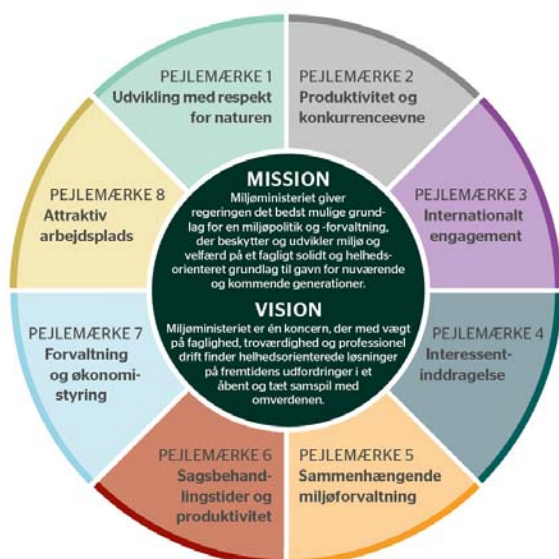 PEJLEMÆRKE 1
Udvikling med respekt
for naturen
PEJLEMÆRKE 2
Produktivitet og
konkurrenceevne
PEJLEMÆRKE 3
Internationalt
engagement
PEJLEMÆRKE 4
Interessent-
inddragelse
PEJLEMÆRKE 5
Sammenhængende
miljøforvaltning
PEJLEMÆRKE 6
Sagsbehand-
lingstider og
produktivitet
PEJLEMÆRKE 7
Forvaltning
og økonomi-
styring
PEJLEMÆRKE 8
Attraktiv
arbejdsplads
MISSION
Miljøministeriet giver
regeringen det bedst mulige grund-
lag for en miljøpolitik og -forvaltning,
der beskytter og udvikler miljø og
velfærd på et fagligt solidt og helheds-
orienteret grundlag til gavn for nuværende
og kommende generationer.
VISION
Miljøministeriet er én koncern, der med vægt
på faglighed, troværdighed og professionel
drift finder helhedsorienterede løsninger
på fremtidens udfordringer i et
åbent og tæt samspil med
omverdenen.